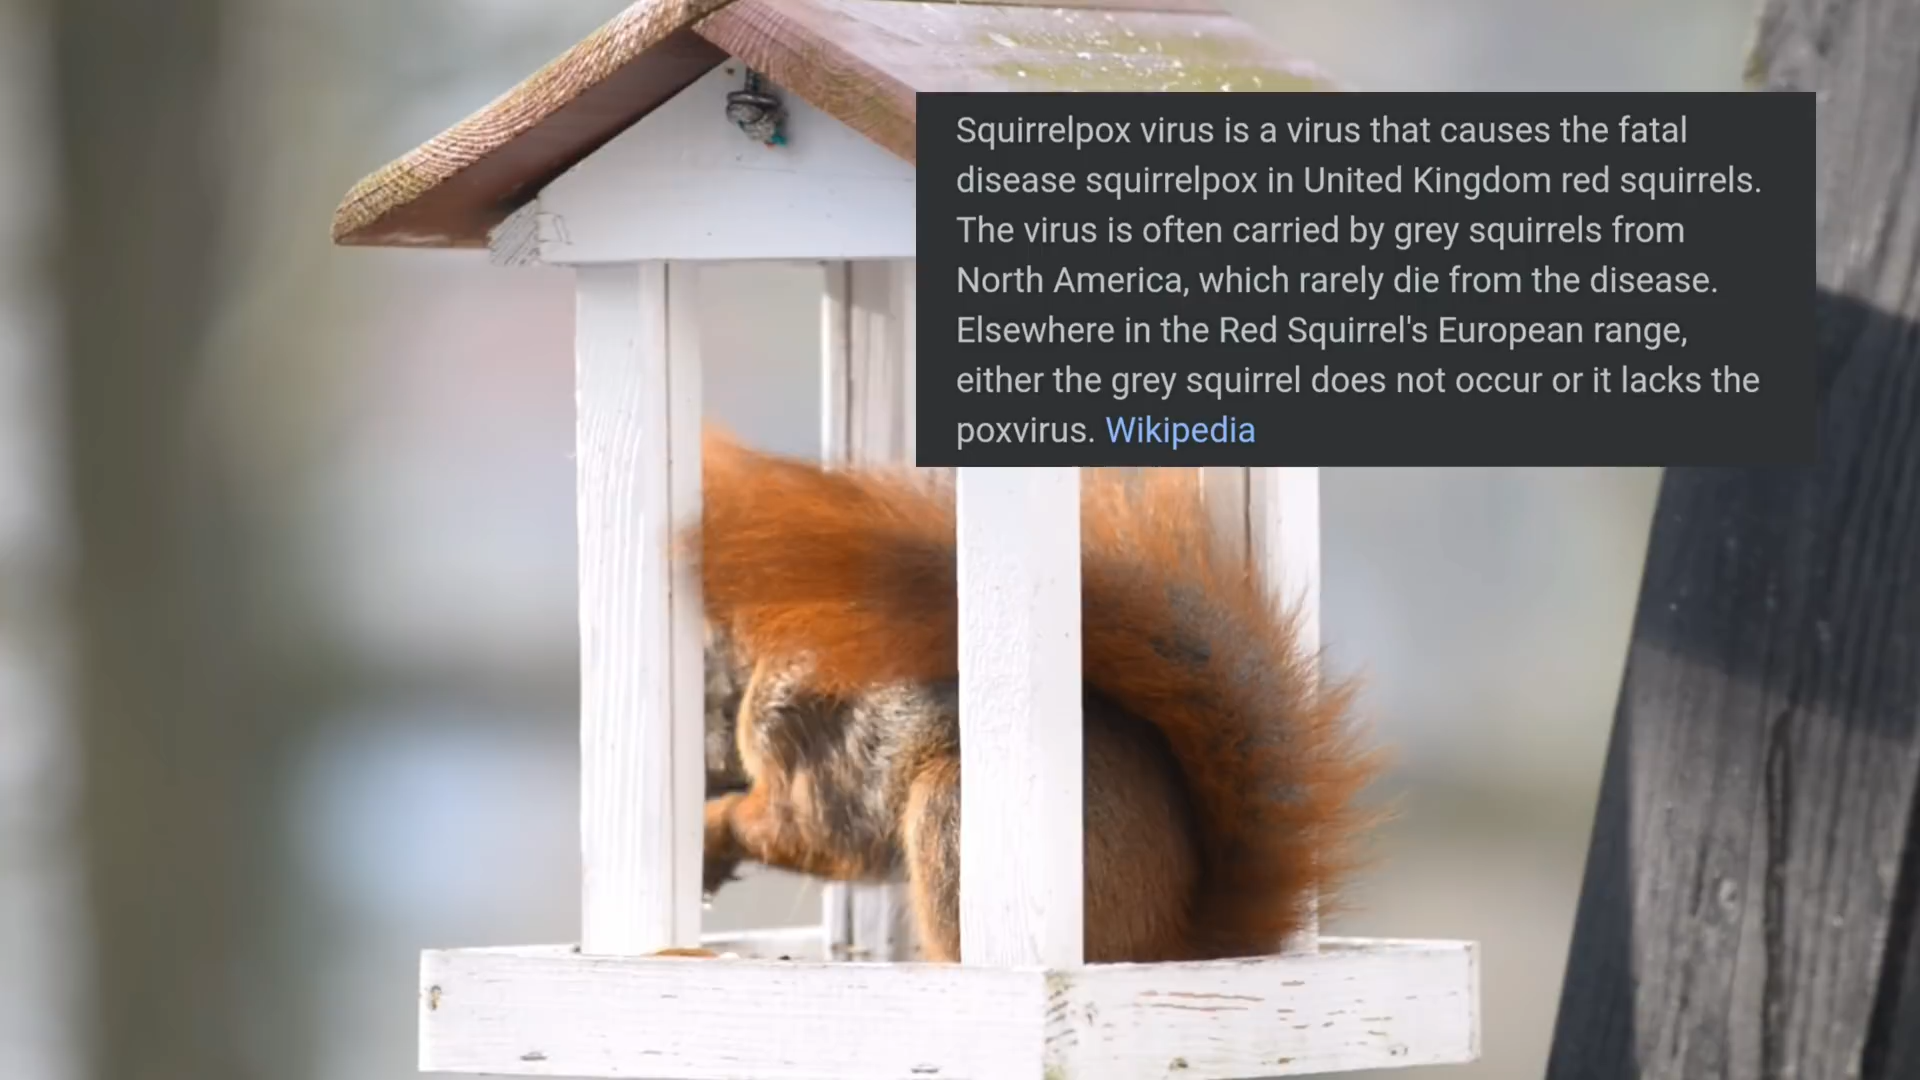 Squirrelpox virus is a virus that causes the fatal
disease squirrelpox in United Kingdom red squirrels.
The virus is often carried by grey squirrels from
North America, which rarely die from the disease.
Elsewhere in the Red Squirrel's European range,
either the grey squirrel does not occur or it lacks the
poxvirus. Wikipedia